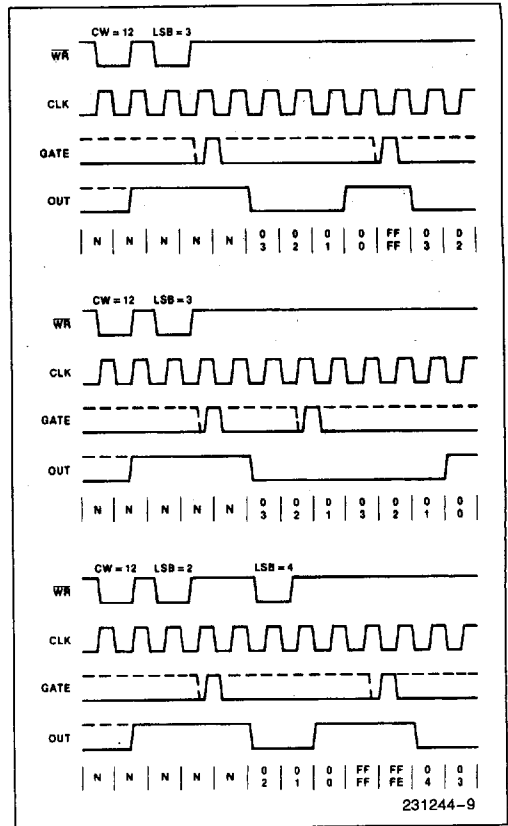 CW = 12 LSB = 3
WR
CLK
GATE
OUT
N N N N N 0 0 0 0 FF 0 0
3 2 1 0 FF 3 2
CW = 12 LSB = 3
WR
CLK
GATE
OUT
N N N N N 0 0 0 0 0 0 0
3 2 1 3 2 1 0
CW = 12 LSB = 2 LSB = 4
WR
CLK
GATE
OUT
N N N N N 0 0 0 FF FF 0 0
2 1 0 FF FE 4 3
231244-9